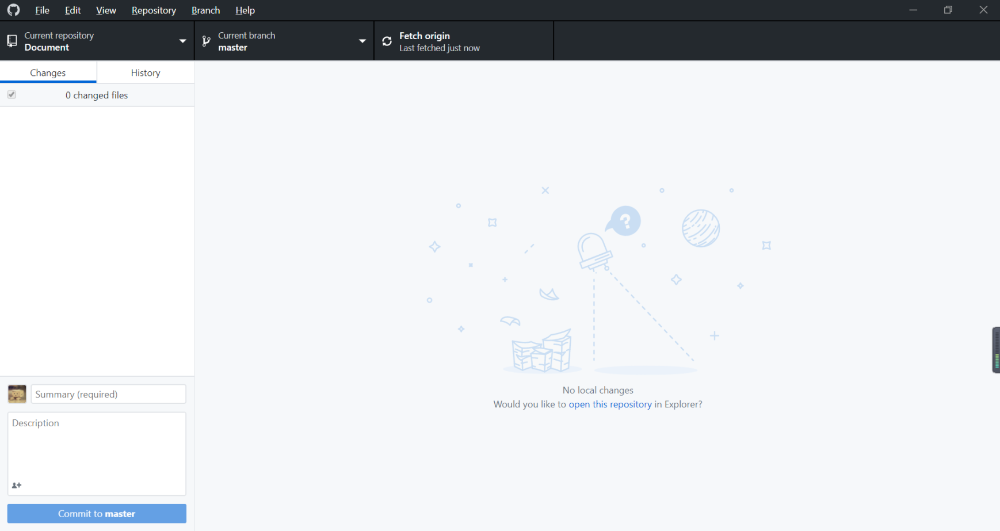 File Edit View Repository Branch Help
Current repository
Document
Current branch
master
Fetch origin
Last fetched just now
Changes
History
0 changed files
?
No local changes
Would you like to open this repository in Explorer?
Summary (required)
Description
Commit to master